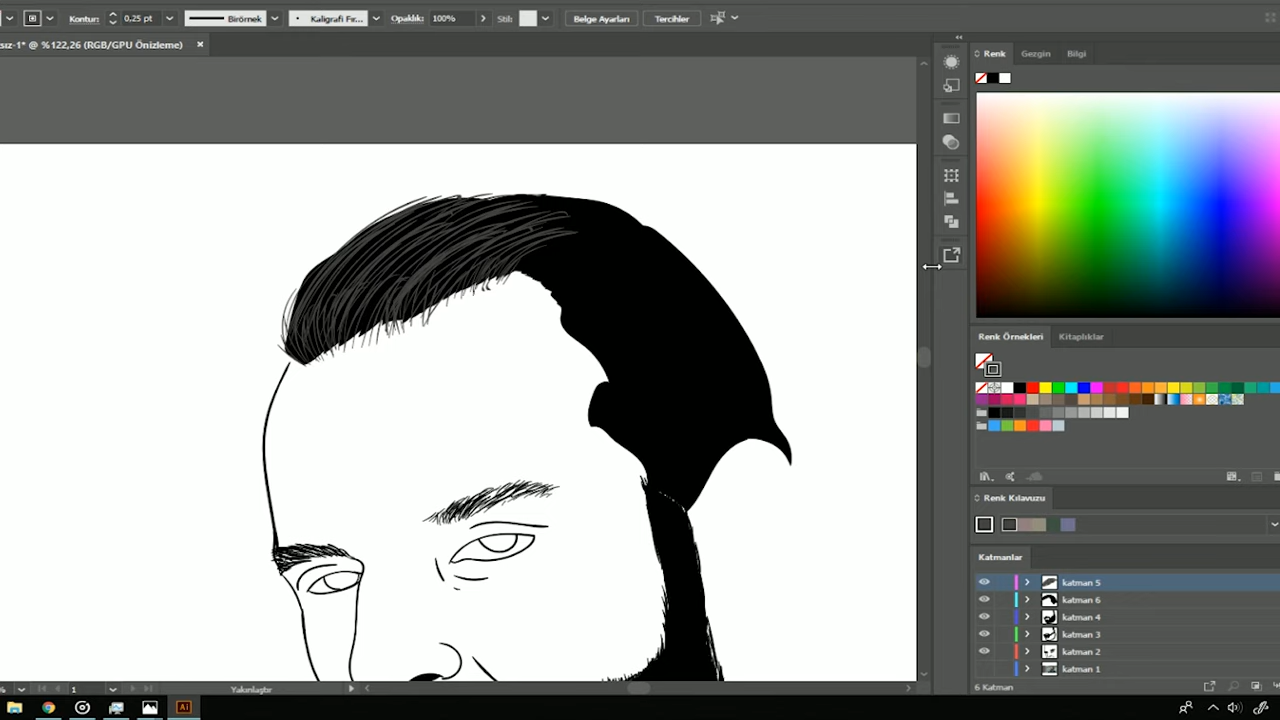 Kontur: 0,25 pt Birörnek Kaligrafi Fır... Opaklık: 100% Stil: Belge Ayarları Tercihler
sız-1* @ %122,26 (RGB/GPU Önizleme) ×
Renk Gezgin Bilgi
Renk Örnekleri Kitaplıklar
Renk Kılavuzu
Katmanlar
katman 5
katman 6
katman 4
katman 3
katman 2
katman 1
6 Katman
% 1 Yakınlaştır
Ai